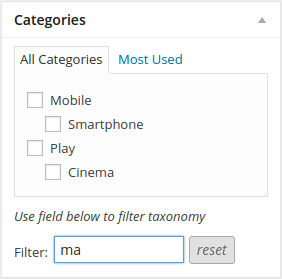 Categories
All Categories Most Used
Mobile
Smartphone
Play
Cinema
Use field below to filter taxonomy
Filter: ma reset